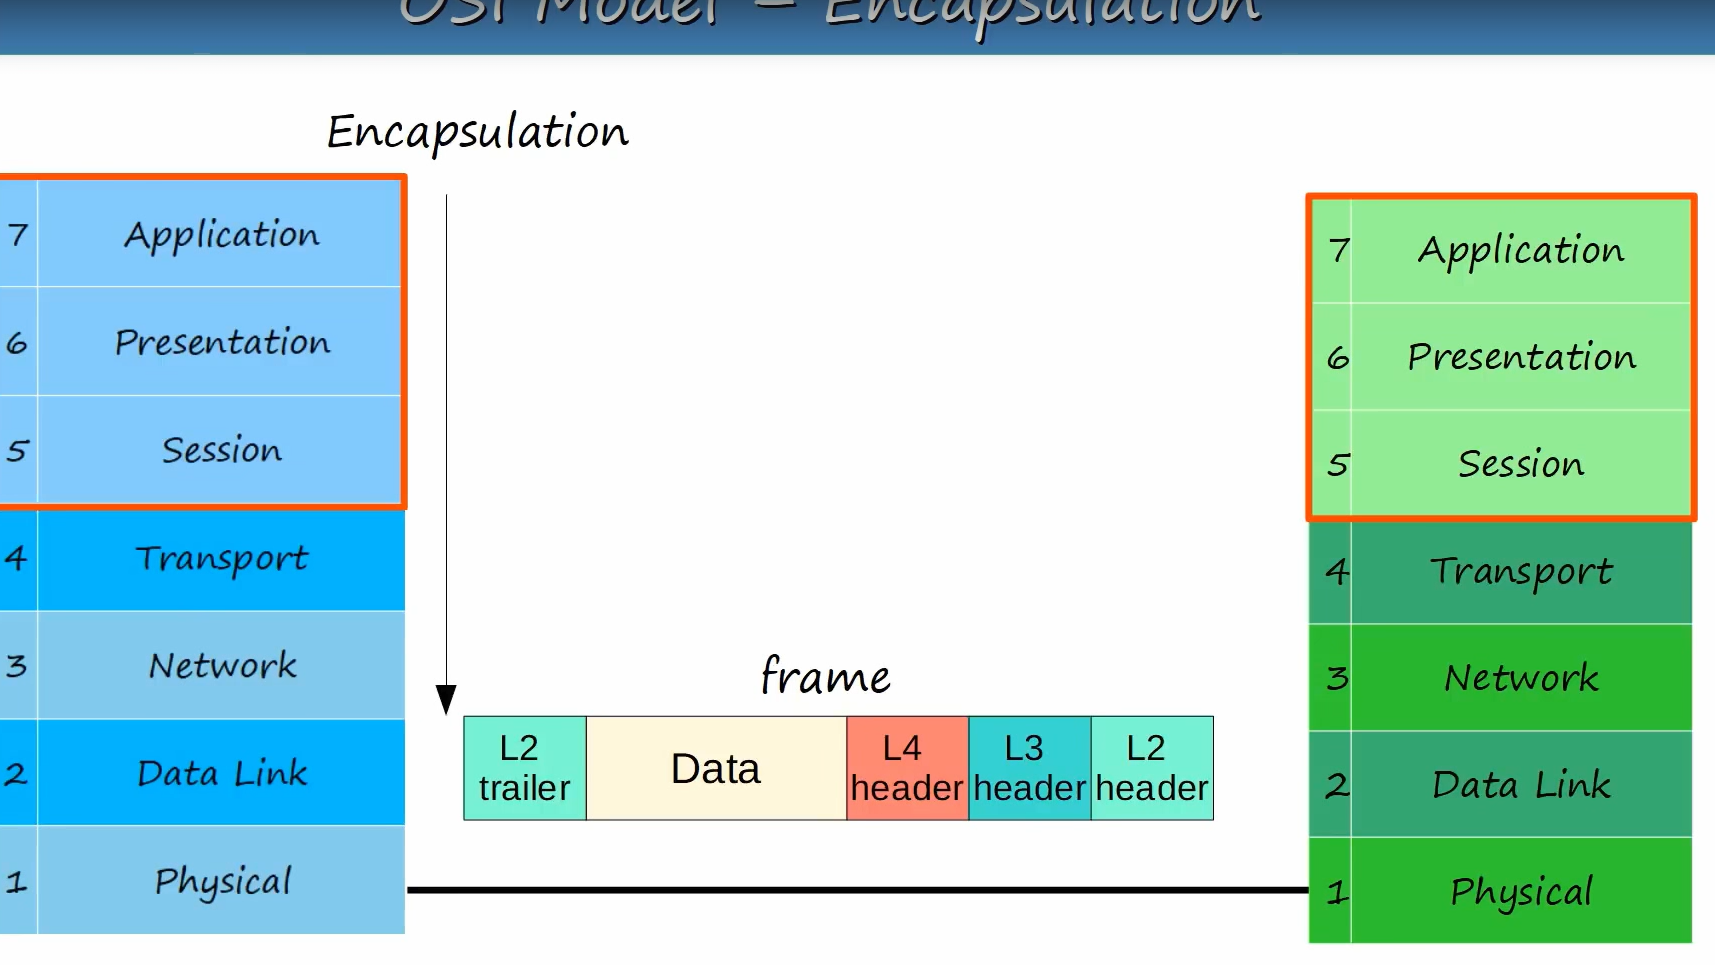 OSI Model – Encapsulation
Encapsulation
7 Application
6 Presentation
5 Session
4 Transport
3 Network
2 Data Link
1 Physical
frame
L2 trailer
Data
L4 header
L3 header
L2 header
7 Application
6 Presentation
5 Session
4 Transport
3 Network
2 Data Link
1 Physical